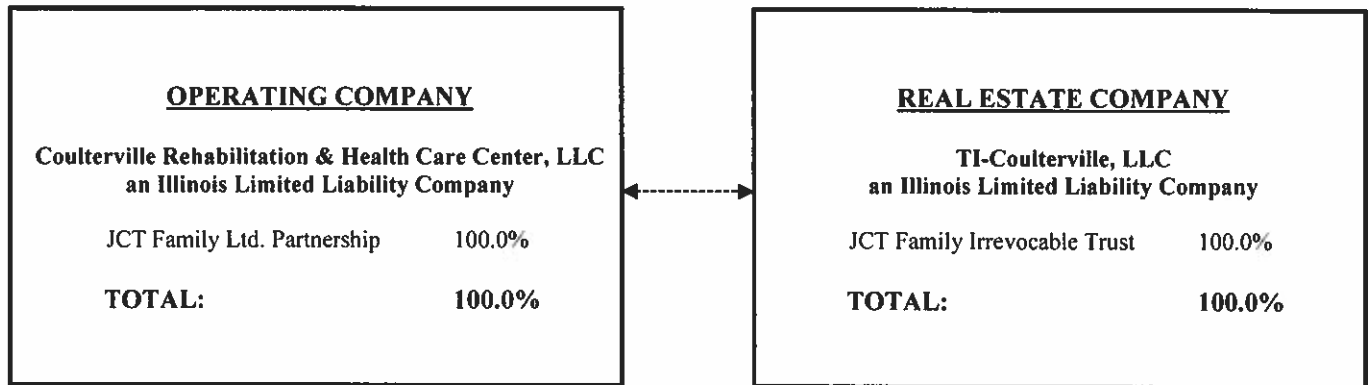 OPERATING COMPANY
Coulterville Rehabilitation & Health Care Center, LLC
an Illinois Limited Liability Company
JCT Family Ltd. Partnership 100.0%
TOTAL: 100.0%
REAL ESTATE COMPANY
TI-Coulterville, LLC
an Illinois Limited Liability Company
JCT Family Irrevocable Trust 100.0%
TOTAL: 100.0%